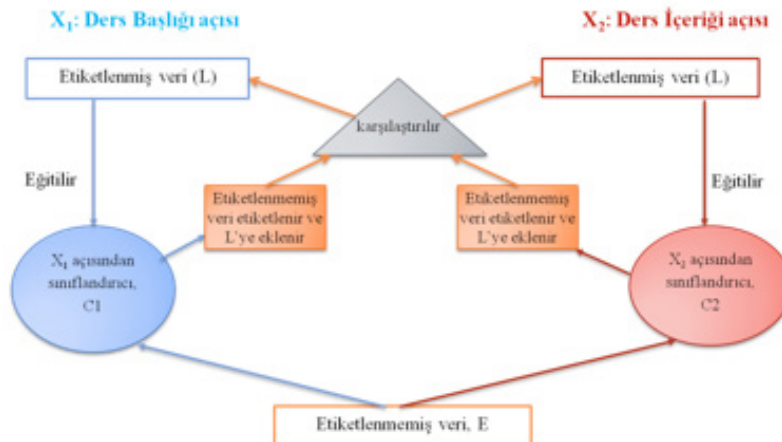 X₁: Ders Başlığı açısı
X₂: Ders İçeriği açısı
Etiketlenmiş veri (L)
Etiketlenmiş veri (L)
karşılaştırılır
Eğitilir
Eğitilir
Etiketlenmemiş
veri etiketlenir ve
L'ye eklenir
Etiketlenmemiş
veri etiketlenir ve
L'ye eklenir
X₁ açısından
sınıflandırıcı,
C1
X₂ açısından
sınıflandırıcı,
C2
Etiketlenmemiş veri, E